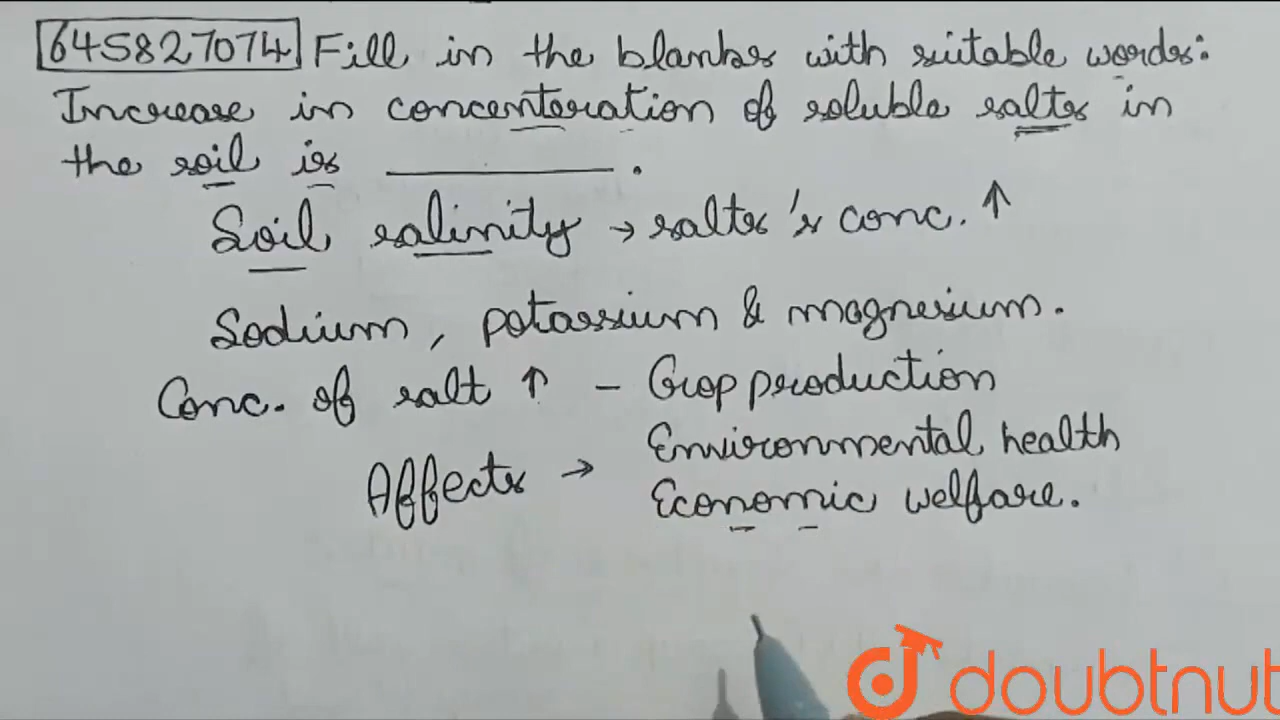 645827074 Fill in the blanks with suitable words:
Increase in concenteration of soluble salts in
the soil is ________.
Soil salinity → salts's conc. ↑
Sodium, potassium & magnesium.
Conc. of salt ↑ - Crop production
Environmental health
Affects → Economic welfare.
doubtnut